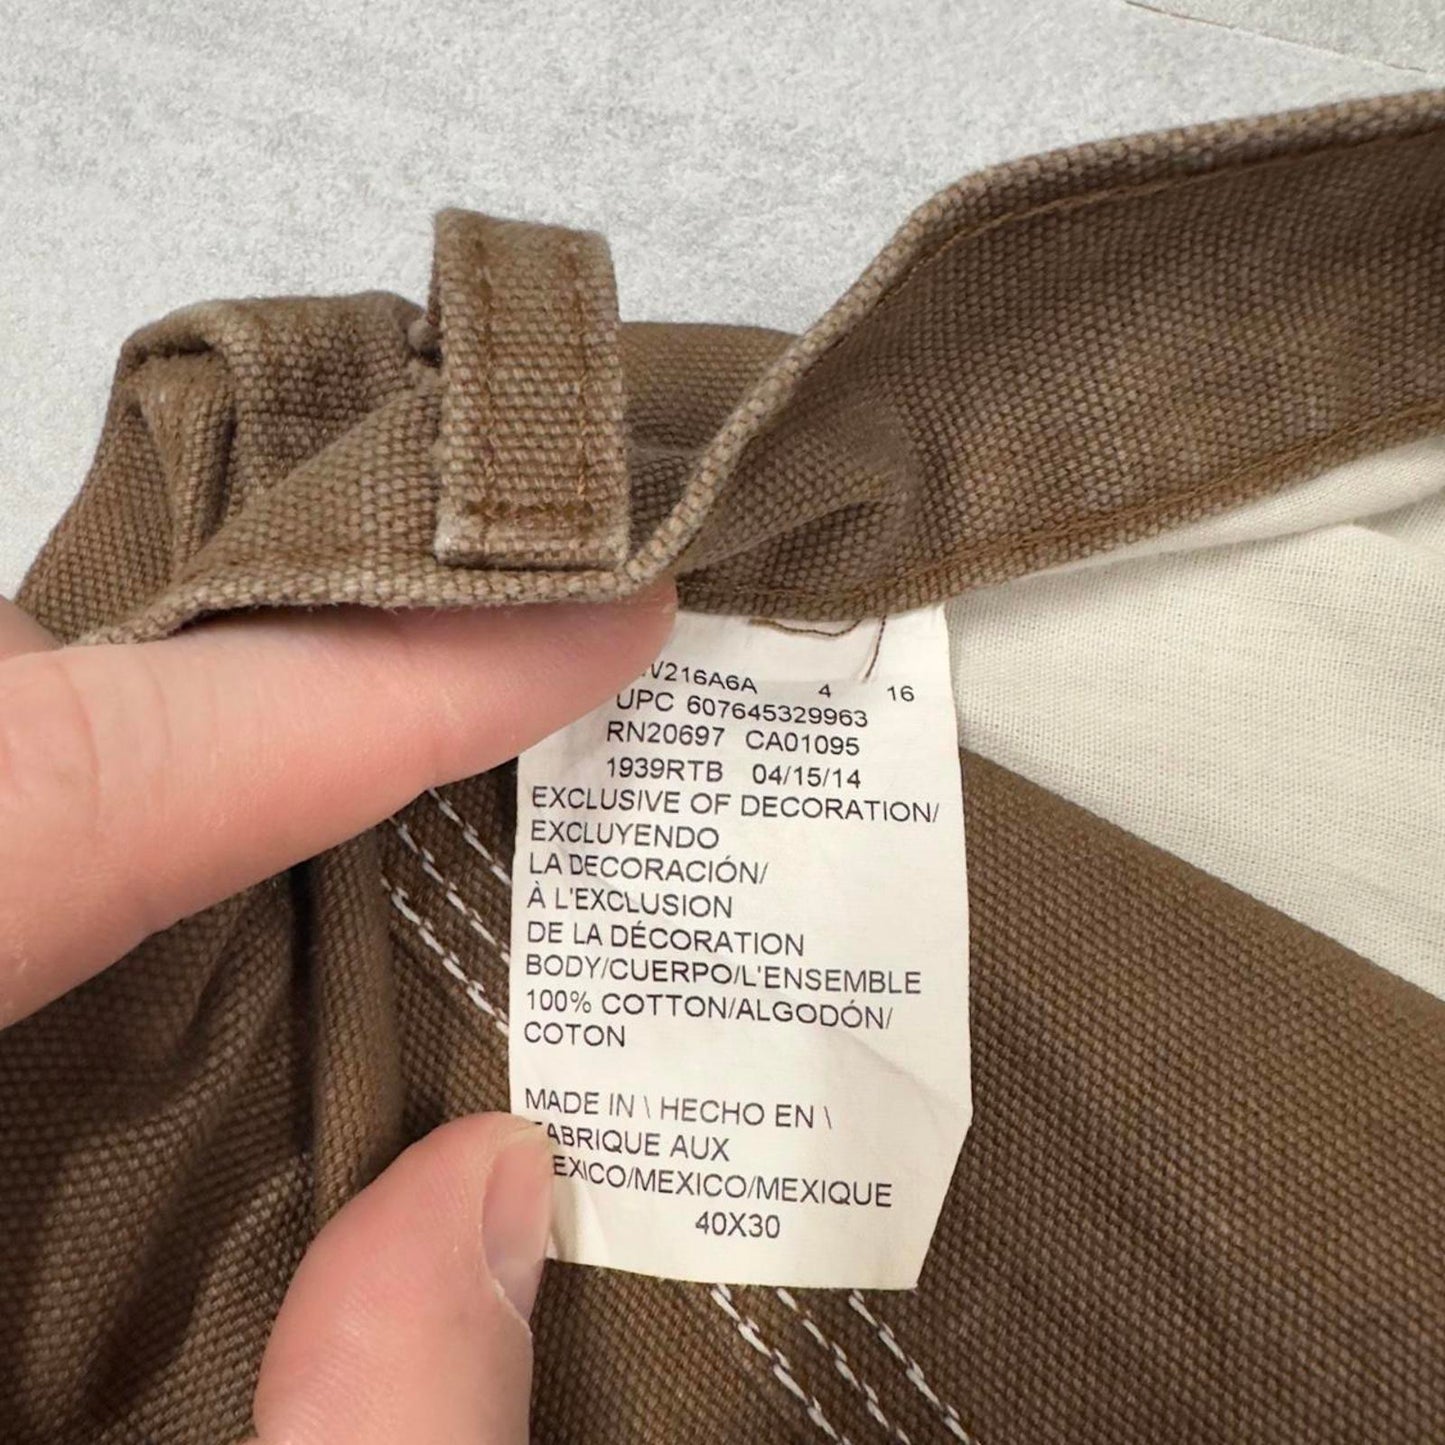 V216A6A 4 16
UPC 607645329963
RN20697 CA01095
1939RTB 04/15/14
EXCLUSIVE OF DECORATION/
EXCLUYENDO
LA DECORACIÓN/
À L'EXCLUSION
DE LA DÉCORATION
BODY/CUERPO/L'ENSEMBLE
100% COTTON/ALGODÓN/
COTON
MADE IN \ HECHO EN \
FABRIQUE AUX
MEXICO/MEXICO/MEXIQUE
40X30